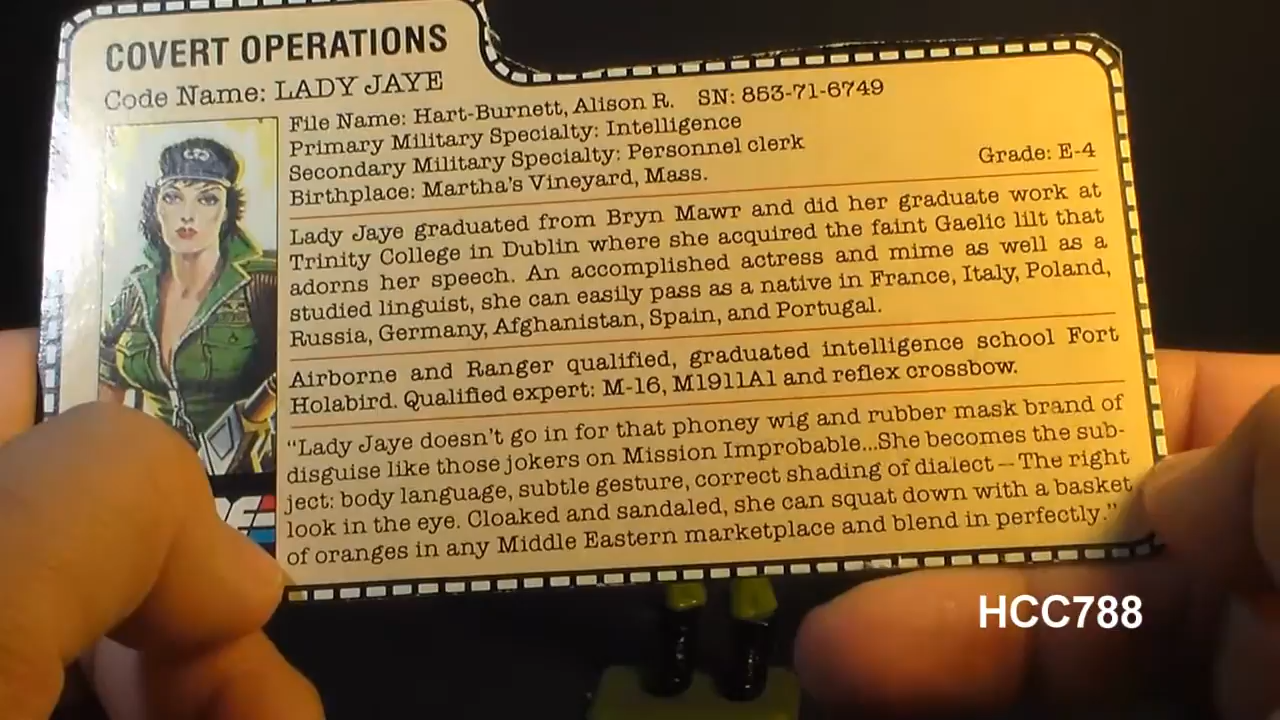 COVERT OPERATIONS
Code Name: LADY JAYE
File Name: Hart-Burnett, Alison R. SN: 853-71-6749
Primary Military Specialty: Intelligence
Secondary Military Specialty: Personnel clerk
Birthplace: Martha's Vineyard, Mass. Grade: E-4
Lady Jaye graduated from Bryn Mawr and did her graduate work at
Trinity College in Dublin where she acquired the faint Gaelic lilt that
adorns her speech. An accomplished actress and mime as well as a
studied linguist, she can easily pass as a native in France, Italy, Poland,
Russia, Germany, Afghanistan, Spain, and Portugal.
Airborne and Ranger qualified, graduated intelligence school Fort
Holabird. Qualified expert: M-16, M1911A1 and reflex crossbow.
"Lady Jaye doesn't go in for that phoney wig and rubber mask brand of
disguise like those jokers on Mission Improbable...She becomes the sub-
ject: body language, subtle gesture, correct shading of dialect — The right
look in the eye. Cloaked and sandaled, she can squat down with a basket
of oranges in any Middle Eastern marketplace and blend in perfectly."
HCC788